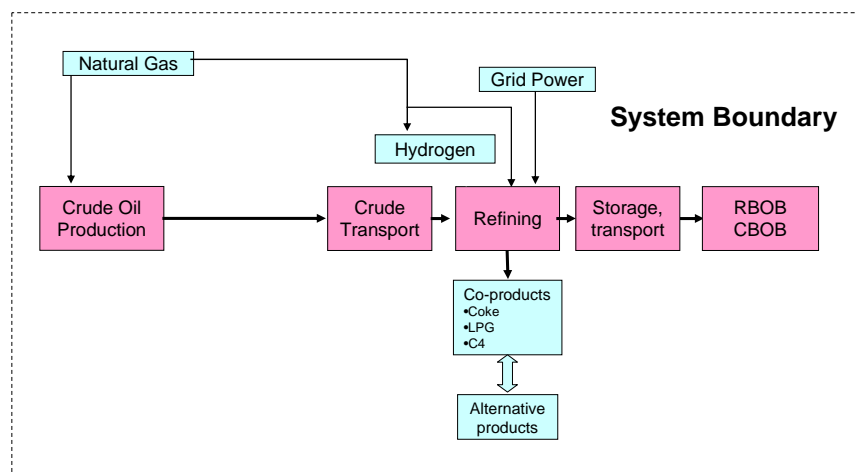 Natural Gas
Grid Power
System Boundary
Hydrogen
Crude Oil
Production
Crude
Transport
Refining
Storage,
transport
RBOB
CBOB
Co-products
•Coke
•LPG
•C4
Alternative
products